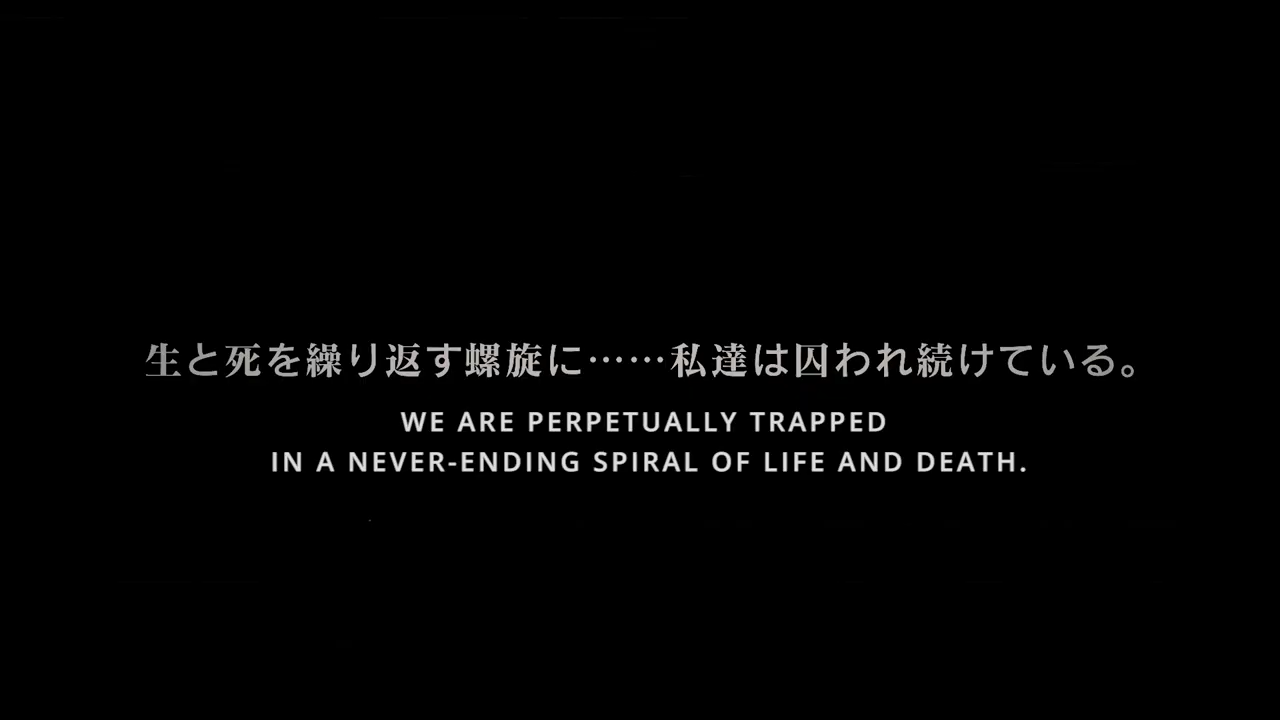 生と死を繰り返す螺旋に……私達は囚われ続けている。
WE ARE PERPETUALLY TRAPPED
IN A NEVER-ENDING SPIRAL OF LIFE AND DEATH.